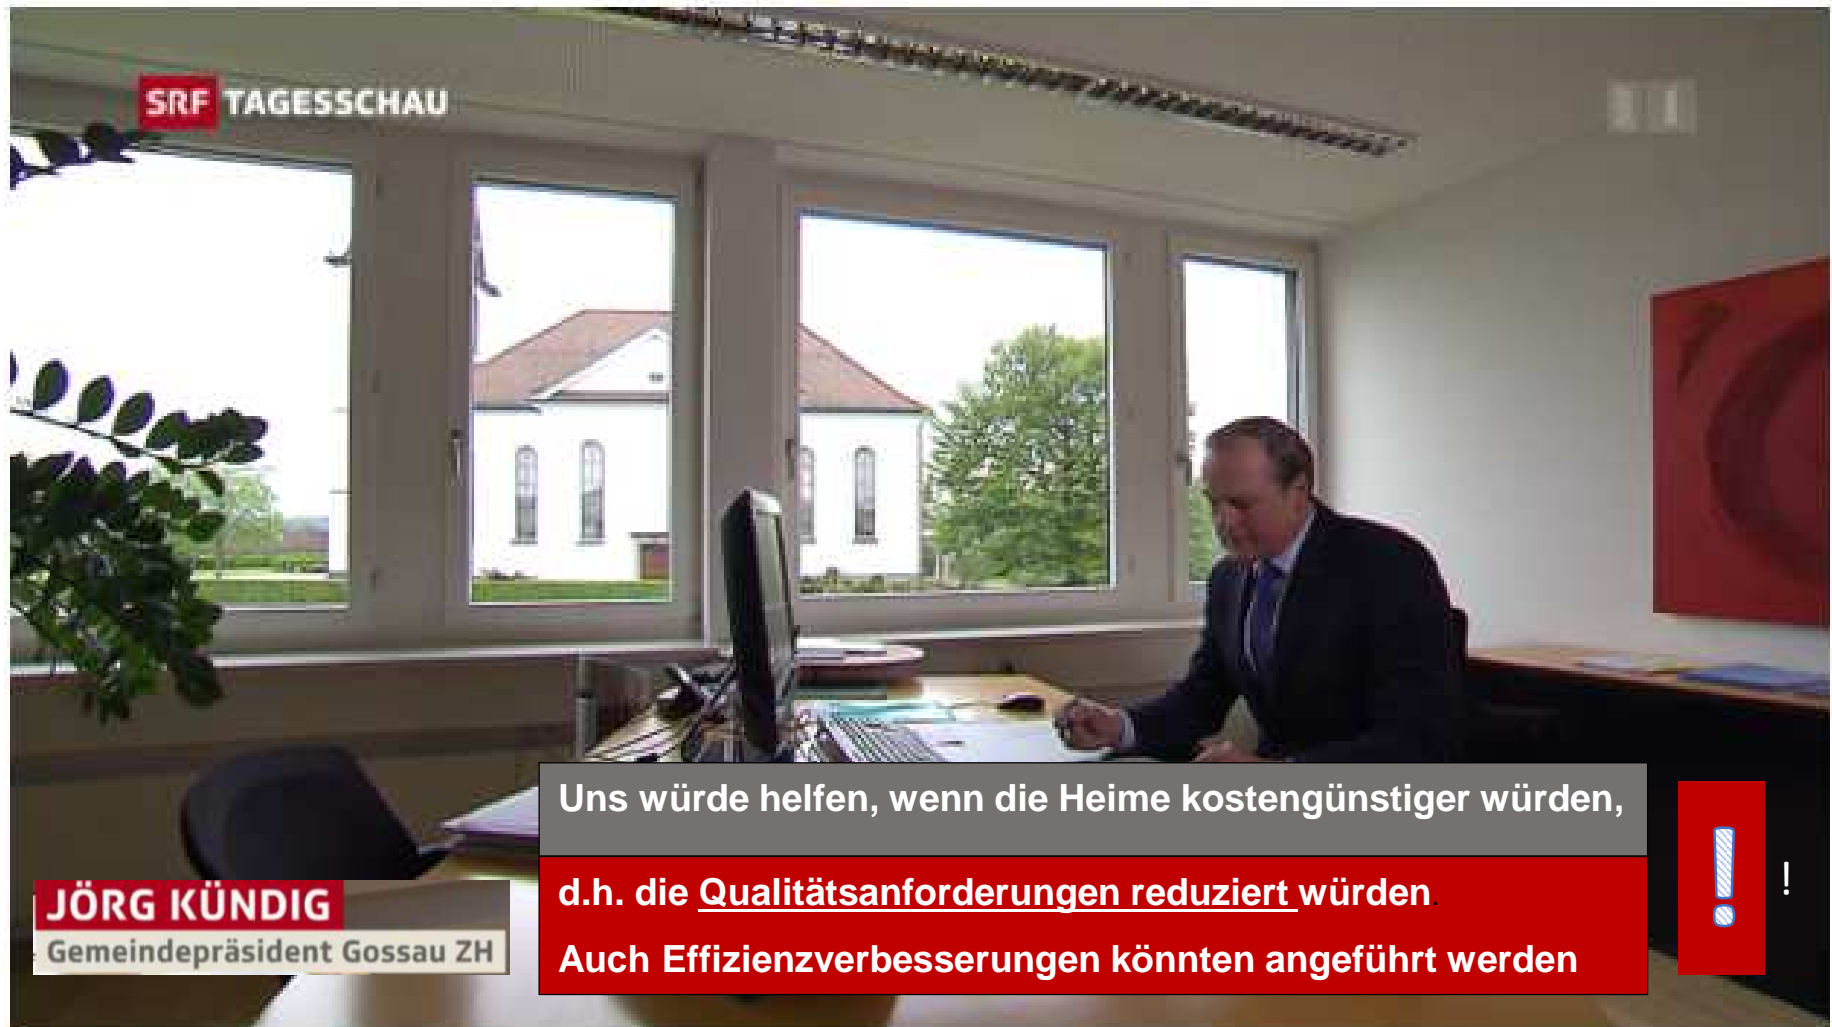 SRF TAGESSCHAU
Uns würde helfen, wenn die Heime kostengünstiger würden,
d.h. die Qualitätsanforderungen reduziert würden.
Auch Effizienzverbesserungen könnten angeführt werden
!
!
JÖRG KÜNDIG
Gemeindepräsident Gossau ZH